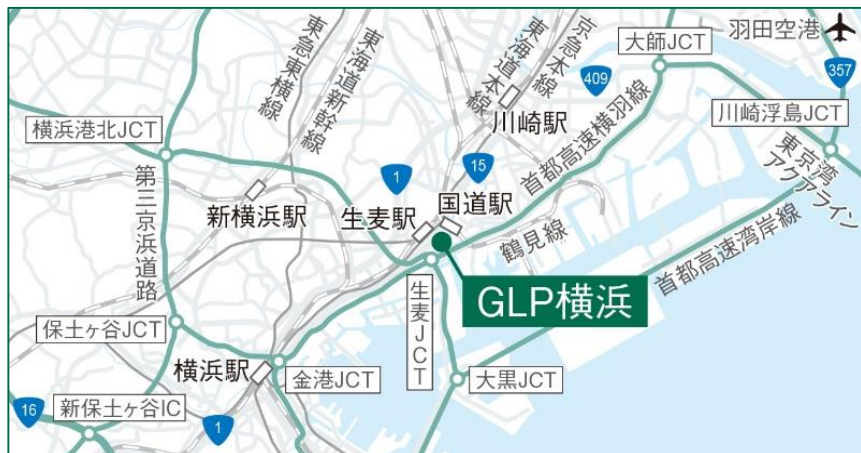 羽田空港
357
大師JCT
京急本線
東海道本線
409
川崎駅
東海道新幹線
東急東横線
首都高速横羽線
川崎浮島JCT
横浜港北JCT
1
15
東京湾
アクアライン
国道駅
生麦駅
新横浜駅
第三京浜道路
鶴見線
首都高速湾岸線
GLP横浜
生麦JCT
保土ヶ谷JCT
横浜駅
金港JCT
大黒JCT
16
新保土ヶ谷IC
1